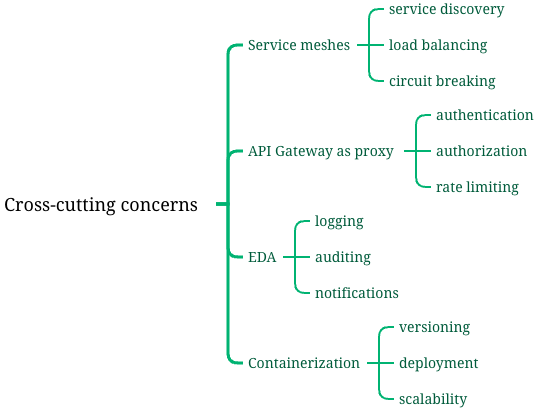 Cross-cutting concerns
Service meshes
service discovery
load balancing
circuit breaking
API Gateway as proxy
authentication
authorization
rate limiting
EDA
logging
auditing
notifications
Containerization
versioning
deployment
scalability